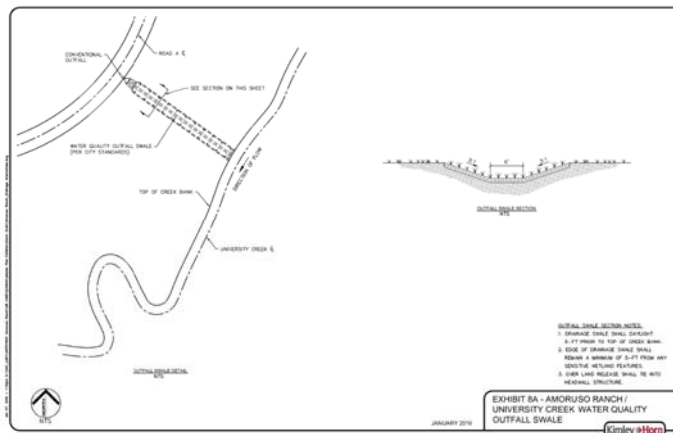 ROAD A ℄
CONVENTIONAL
OUTFALL
SEE SECTION ON THIS SHEET
WATER QUALITY OUTFALL SWALE
(PER CITY STANDARDS)
DIRECTION OF FLOW
TOP OF CREEK BANK
UNIVERSITY CREEK ℄
OUTFALL SWALE DETAIL
NTS
6'
OUTFALL SWALE SECTION
NTS
OUTFALL SWALE SECTION NOTES:
1. DRAINAGE SWALE SHALL DAYLIGHT
PRIOR TO TOP OF CREEK BANK.
2. EDGE OF DRAINAGE SWALE SHALL
REMAIN A MINIMUM OF 5-FT FROM ANY
SENSITIVE WETLAND FEATURES.
3. OVER LAND RELEASE SHALL BE INTO
HEADWALL STRUCTURE.
NTS
JANUARY 2016
EXHIBIT 8A - AMORUSO RANCH /
UNIVERSITY CREEK WATER QUALITY
OUTFALL SWALE
Kimley»Horn